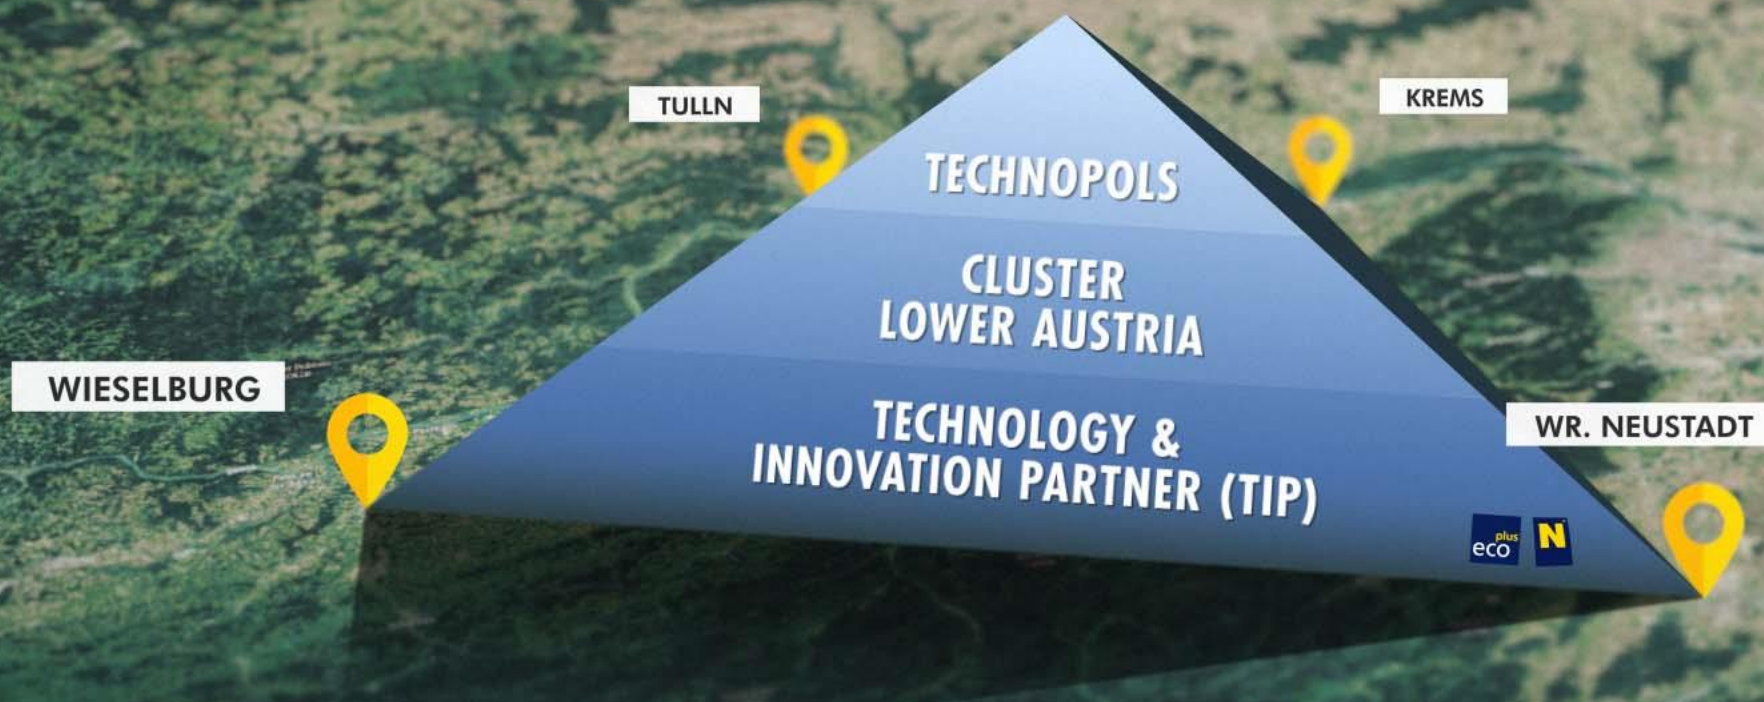 TULLN
KREMS
TECHNOPOLS
CLUSTER
LOWER AUSTRIA
WIESELBURG
TECHNOLOGY &
INNOVATION PARTNER (TIP)
WR. NEUSTADT
plus
eco
N